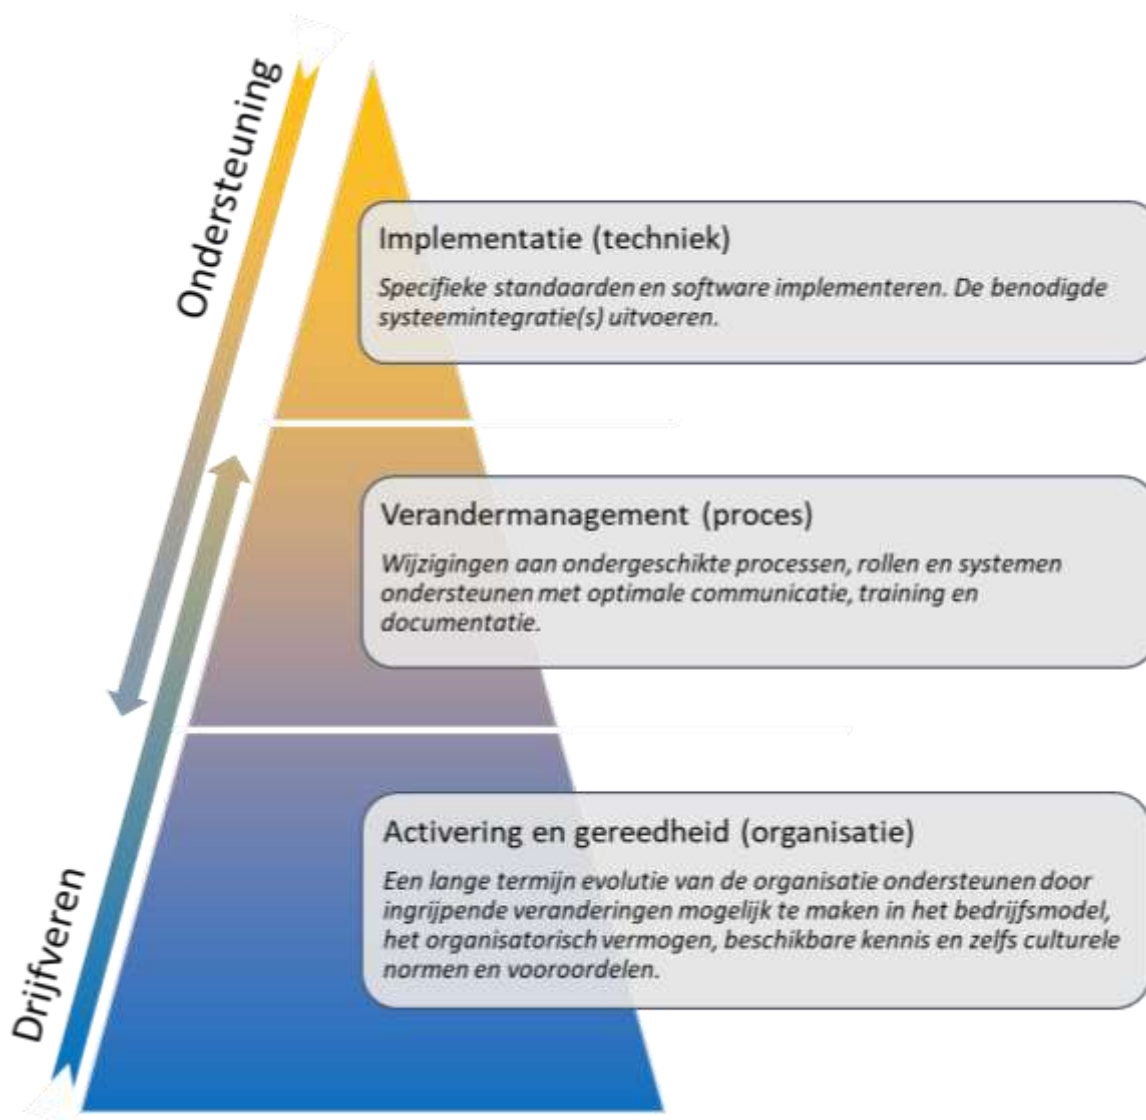 Ondersteuning
Implementatie (techniek)
Specifieke standaarden en software implementeren. De benodigde
systeemintegratie(s) uitvoeren.
Verandermanagement (proces)
Wijzigingen aan ondergeschikte processen, rollen en systemen
ondersteunen met optimale communicatie, training en
documentatie.
Drijfveren
Activering en gereedheid (organisatie)
Een lange termijn evolutie van de organisatie ondersteunen door
ingrijpende veranderingen mogelijk te maken in het bedrijfsmodel,
het organisatorisch vermogen, beschikbare kennis en zelfs culturele
normen en vooroordelen.